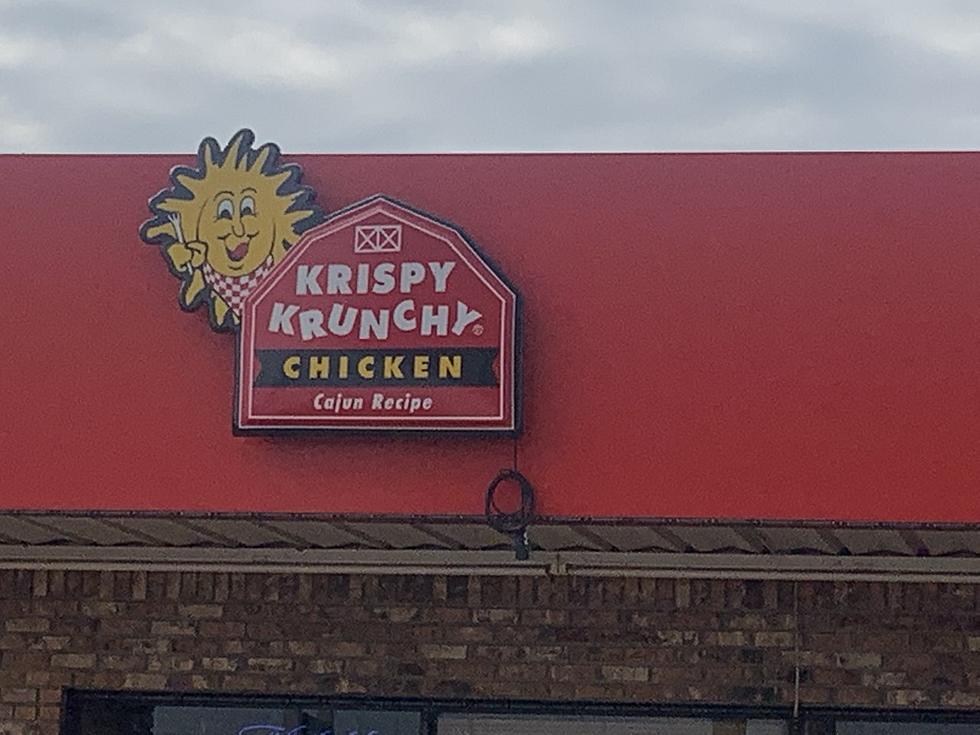 KRISPY
KRUNCHY®
CHICKEN
Cajun Recipe